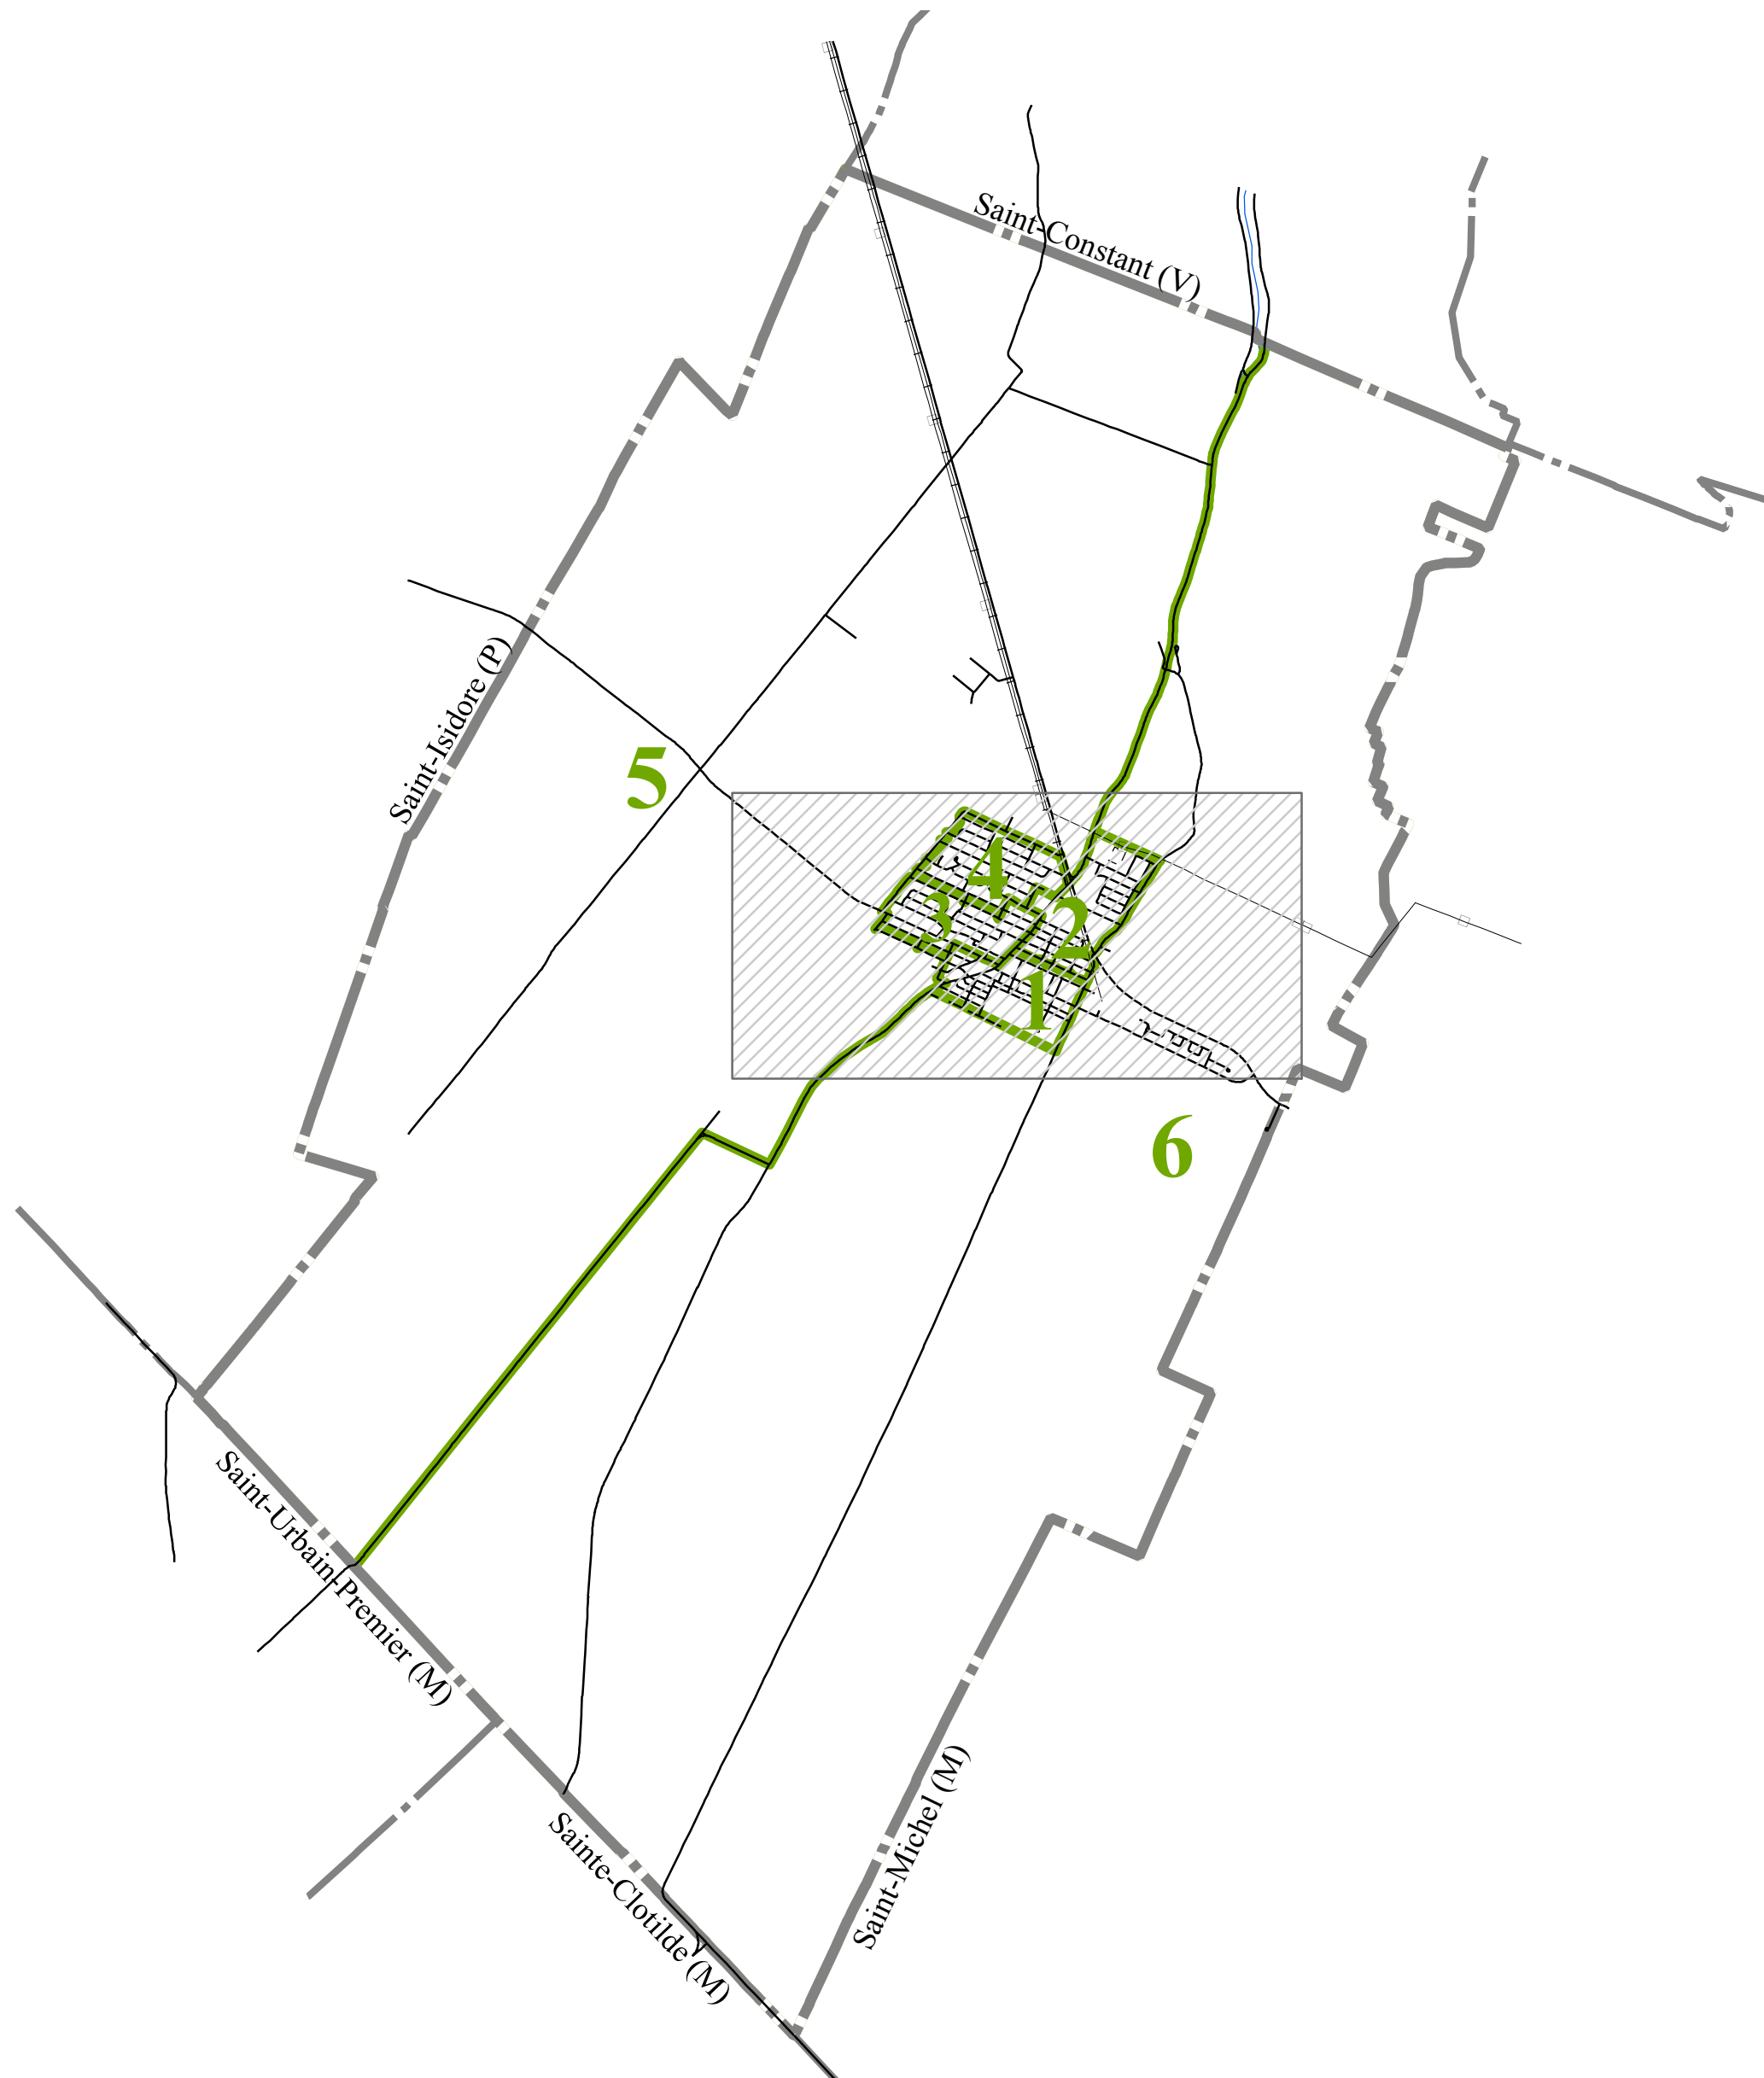 Saint-Constant (V)
Saint-Isidore (P)
5
4
3
2
1
6
Saint-Urbain-Premier (M)
Saint-Michel (M)
Sainte-Clotilde (M)